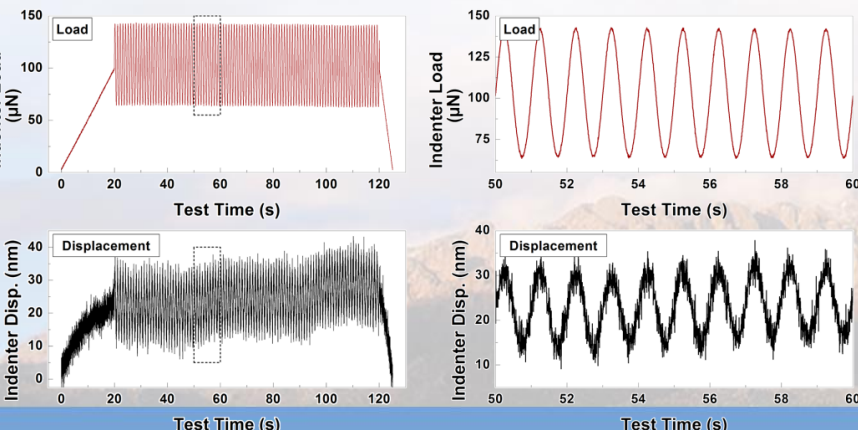 150
100
50
0
Load
(µN)
0 20 40 60 80 100 120
Test Time (s)
150
125
100
75
Load
Indenter Load
(µN)
50 52 54 56 58 60
Test Time (s)
40
30
20
10
0
Displacement
Indenter Disp. (nm)
0 20 40 60 80 100 120
Test Time (s)
40
30
20
10
Displacement
Indenter Disp. (nm)
50 52 54 56 58 60
Test Time (s)